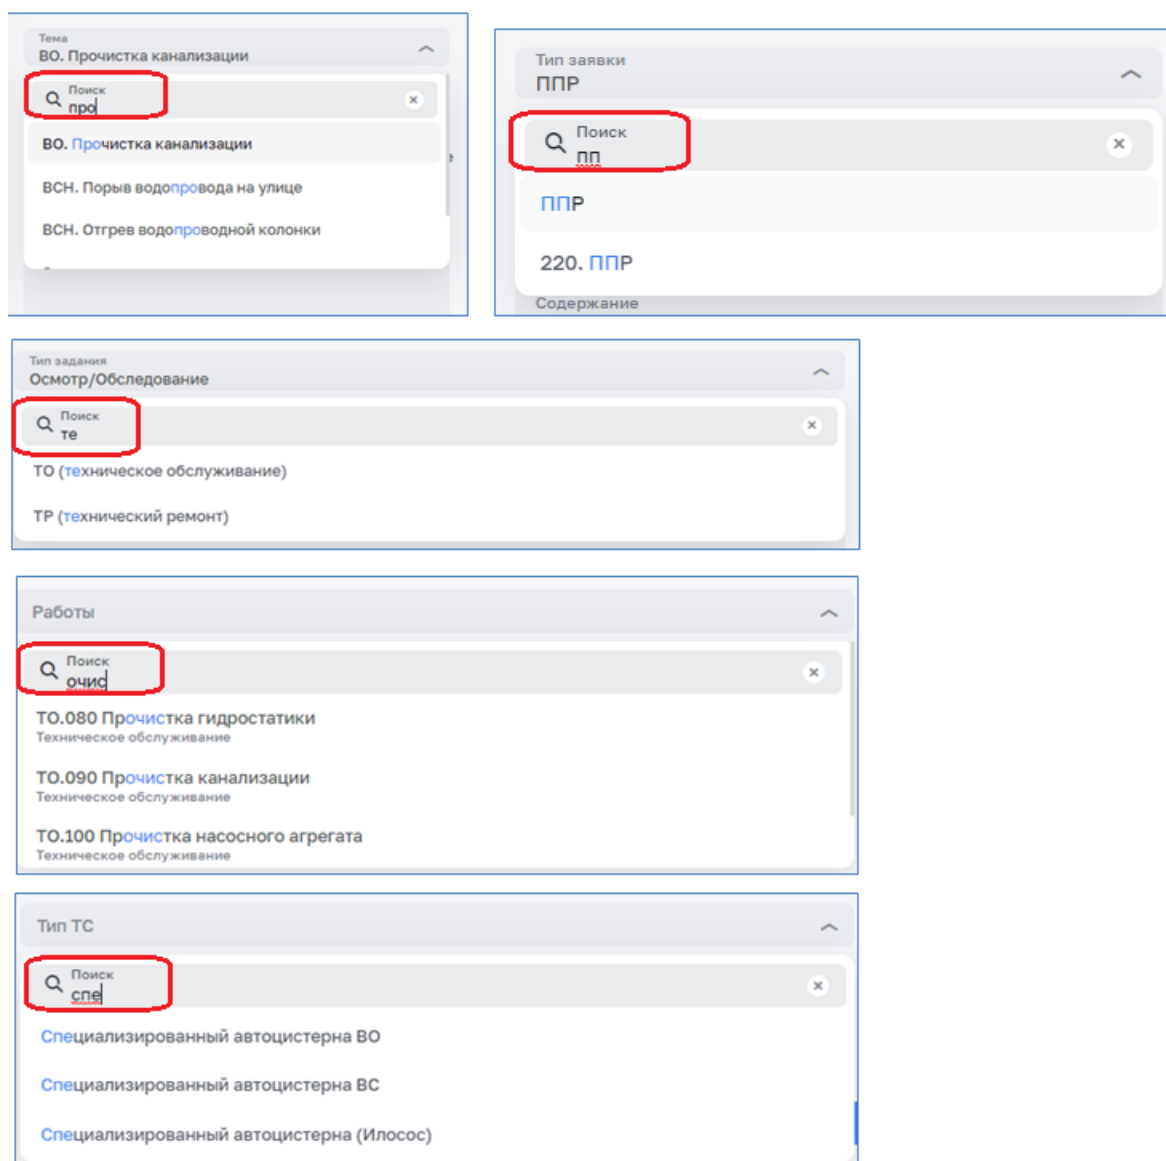 Тема
ВО. Прочистка канализации
Поиск
про
ВО. Прочистка канализации
ВСН. Порыв водопровода на улице
ВСН. Отгрев водопроводной колонки
Тип заявки
ППР
Поиск
пп
ППР
220. ППР
Содержание
Тип задания
Осмотр/Обследование
Поиск
те
ТО (техническое обслуживание)
ТР (технический ремонт)
Работы
Поиск
очис
ТО.080 Прочистка гидростатики
Техническое обслуживание
ТО.090 Прочистка канализации
Техническое обслуживание
ТО.100 Прочистка насосного агрегата
Техническое обслуживание
Тип ТС
Поиск
спе
Специализированный автоцистерна ВО
Специализированный автоцистерна ВС
Специализированный автоцистерна (Илосос)